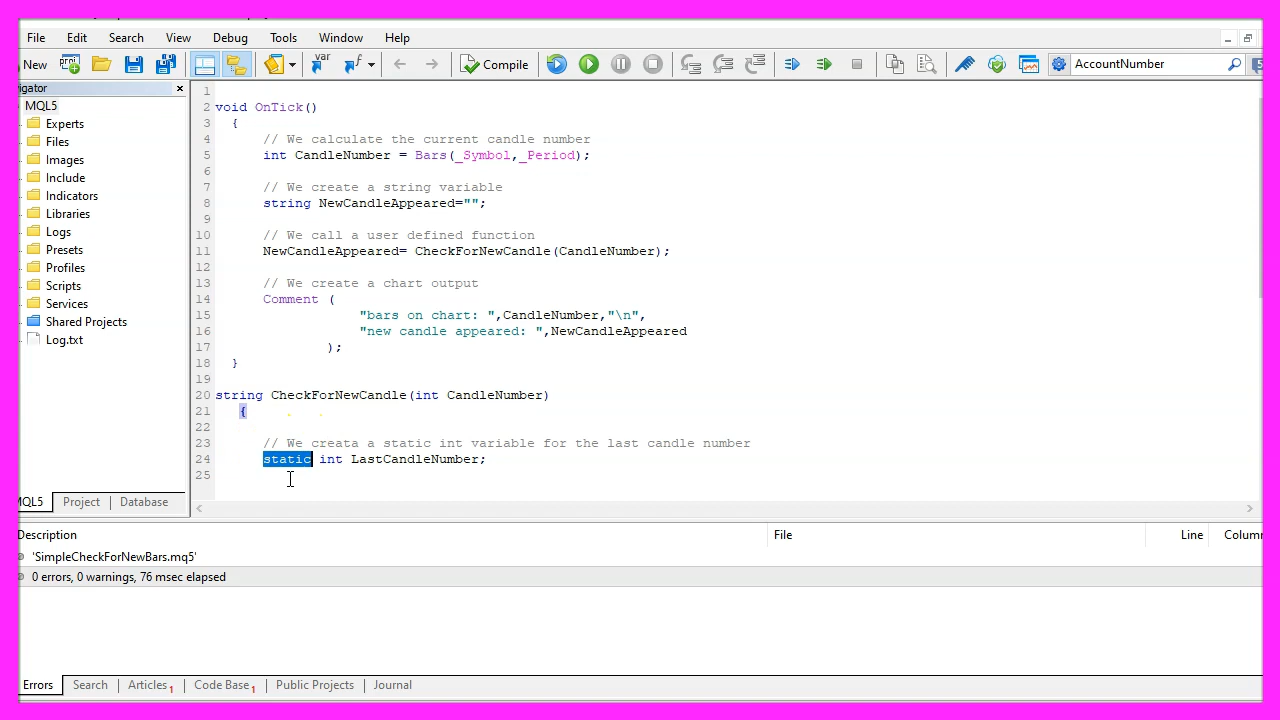 File Edit Search View Debug Tools Window Help
New Compile AccountNumber
igator
MQL5
Experts
Files
Images
Include
Indicators
Libraries
Logs
Presets
Profiles
Scripts
Services
Shared Projects
Log.txt
MQL5 Project Database
1
2 void OnTick()
3 {
4 // We calculate the current candle number
5 int CandleNumber = Bars(_Symbol,_Period);
6
7 // We create a string variable
8 string NewCandleAppeared="";
9
10 // We call a user defined function
11 NewCandleAppeared= CheckForNewCandle(CandleNumber);
12
13 // We create a chart output
14 Comment (
15 "bars on chart: ",CandleNumber,"\n",
16 "new candle appeared: ",NewCandleAppeared
17 );
18 }
19
20 string CheckForNewCandle(int CandleNumber)
21 {
22
23 // We creata a static int variable for the last candle number
24 static int LastCandleNumber;
25
Description File Line Colum
'SimpleCheckForNewBars.mq5'
0 errors, 0 warnings, 76 msec elapsed
Errors Search Articles 1 Code Base 1 Public Projects Journal